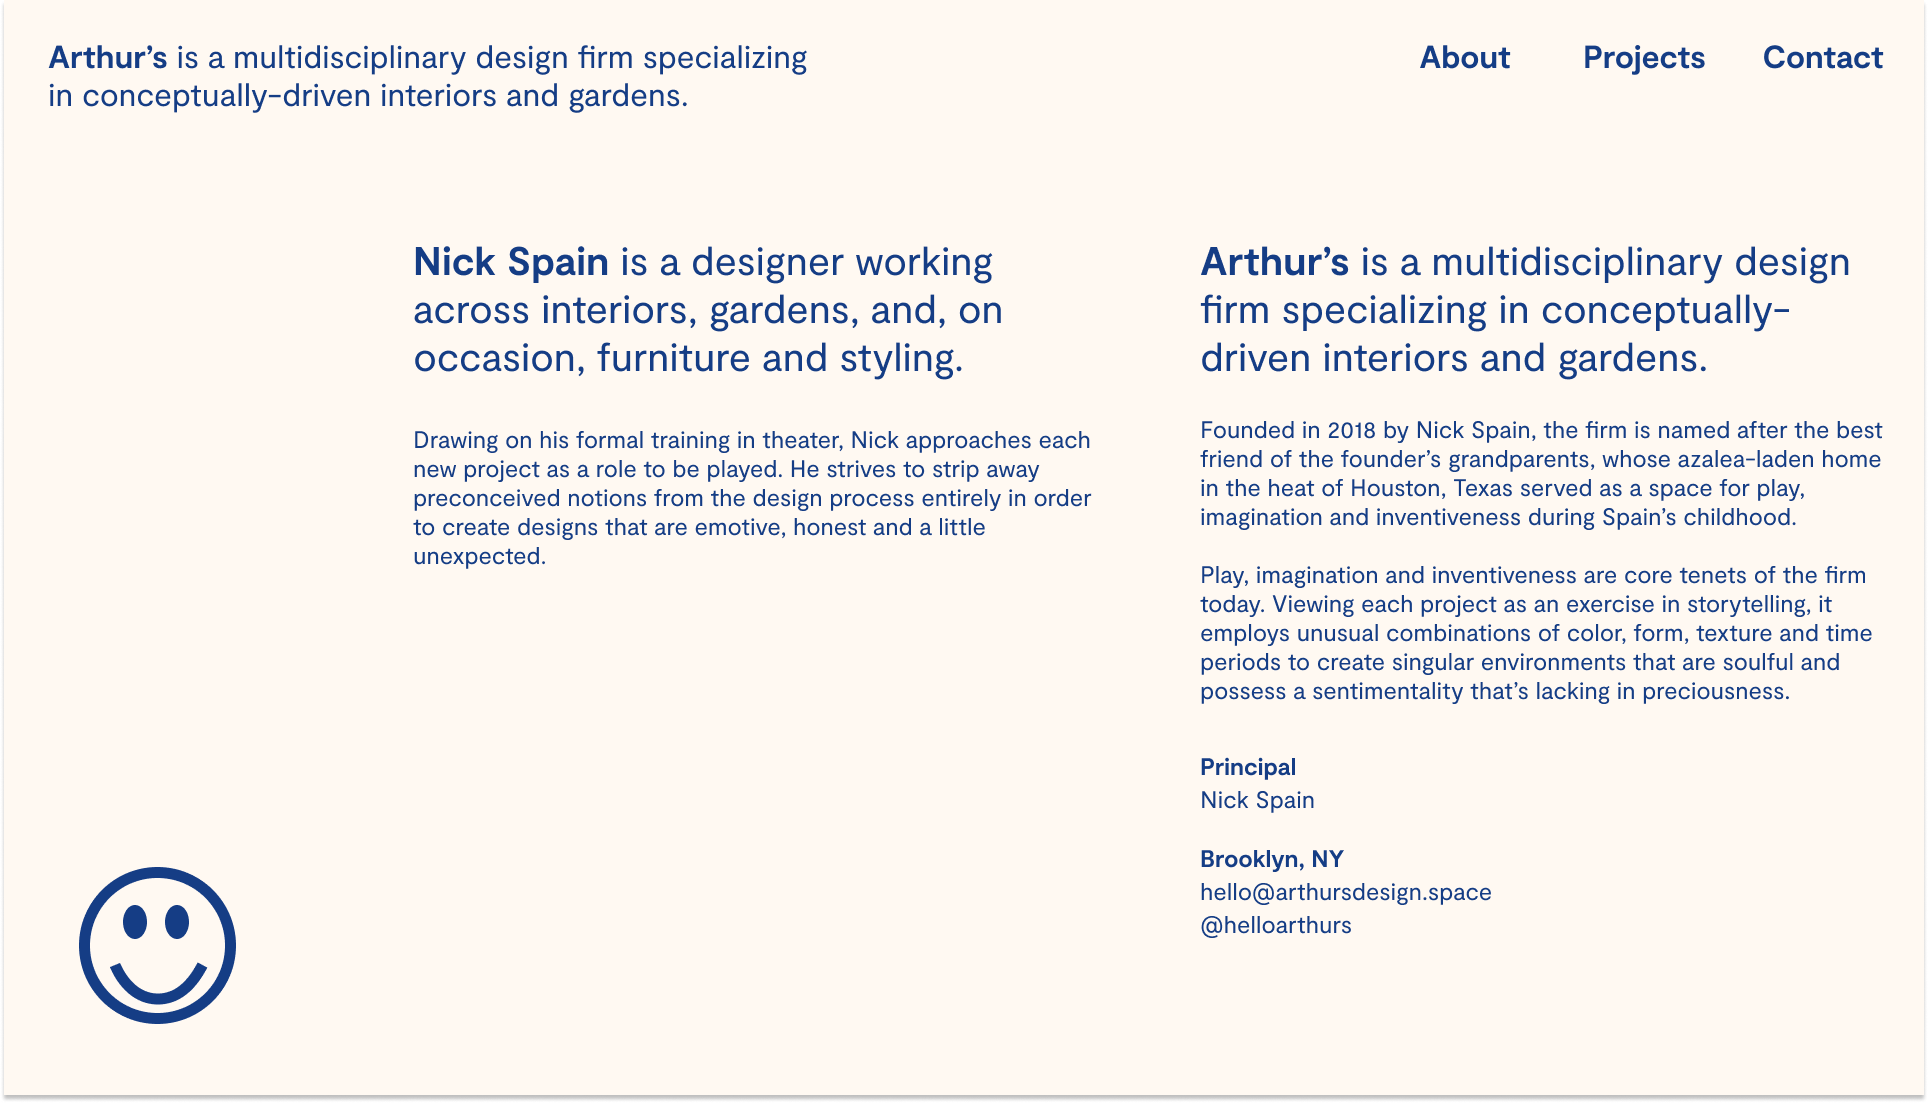 Arthur’s is a multidisciplinary design firm specializing
in conceptually-driven interiors and gardens.
About
Projects
Contact
Nick Spain is a designer working
across interiors, gardens, and, on
occasion, furniture and styling.
Drawing on his formal training in theater, Nick approaches each
new project as a role to be played. He strives to strip away
preconceived notions from the design process entirely in order
to create designs that are emotive, honest and a little
unexpected.
Arthur’s is a multidisciplinary design
firm specializing in conceptually-
driven interiors and gardens.
Founded in 2018 by Nick Spain, the firm is named after the best
friend of the founder’s grandparents, whose azalea-laden home
in the heat of Houston, Texas served as a space for play,
imagination and inventiveness during Spain’s childhood.
Play, imagination and inventiveness are core tenets of the firm
today. Viewing each project as an exercise in storytelling, it
employs unusual combinations of color, form, texture and time
periods to create singular environments that are soulful and
possess a sentimentality that’s lacking in preciousness.
Principal
Nick Spain
Brooklyn, NY
hello@arthursdesign.space
@helloarthurs